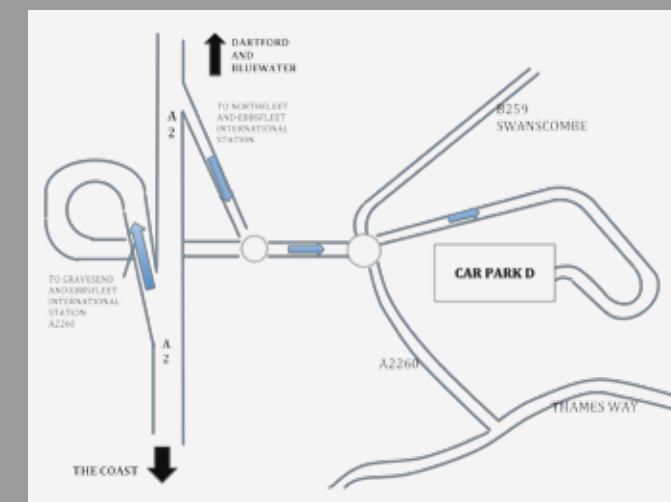 DARTFORD
AND
BLUEWATER
TO NORTHFLEET
AND EBBSFLEET
INTERNATIONAL
STATION
A
2
B259
SWANSCOMBE
CAR PARK D
TO GRAVESEND
AND EBBSFLEET
INTERNATIONAL
STATION
A2260
A
2
A2260
THAMES WAY
THE COAST